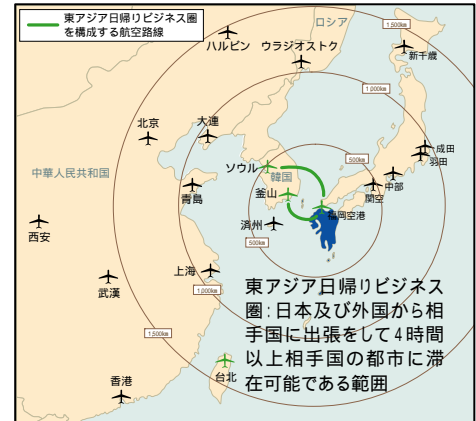 東アジア日帰りビジネス圏
を構成する航空路線
ロシア
1,500km
ハルビン
ウラジオストク
新千歳
1,000km
北京
大連
成田
羽田
ソウル
500km
中華人民共和国
韓国
中部
青島
釜山
関空
福岡空港
済州
西安
500km
上海
武漢
1,000km
東アジア日帰りビジネス
圏：日本及び外国から相
手国に出張をして4時間
以上相手国の都市に滞
在可能である範囲
1,500km
台北
香港